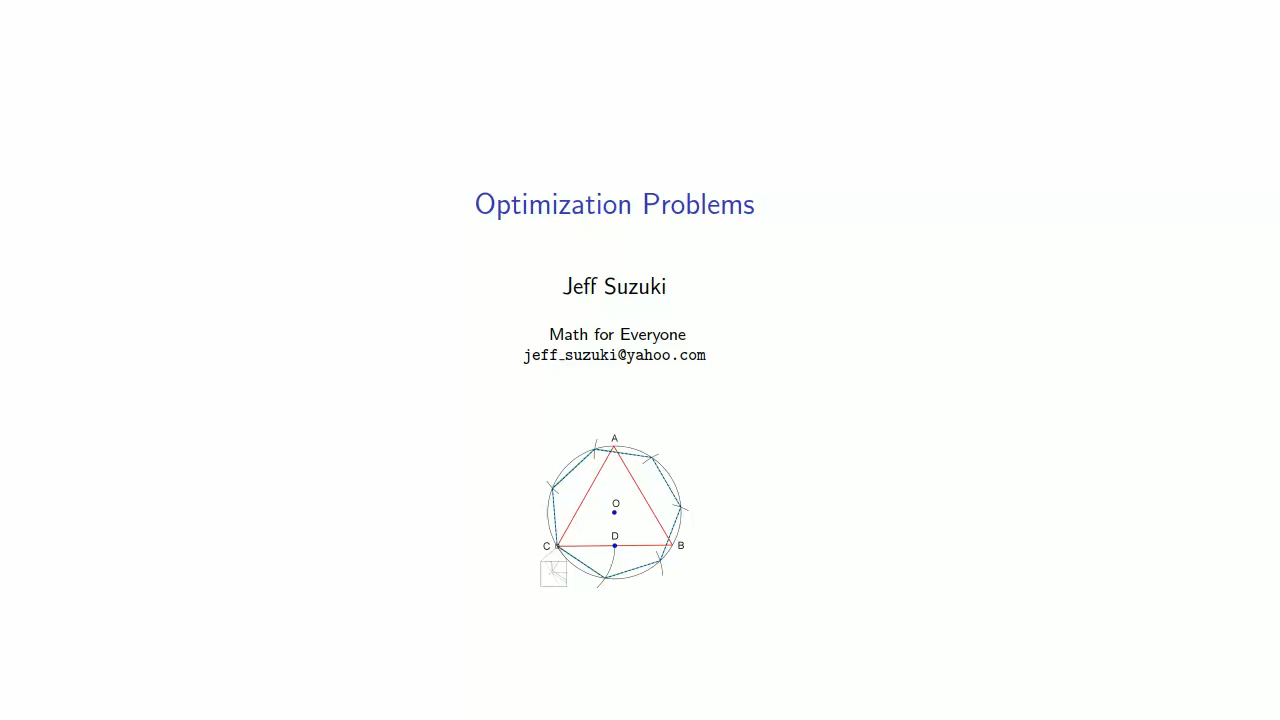 Optimization Problems
Jeff Suzuki
Math for Everyone
jeff_suzuki@yahoo.com
A
O
D
C
B